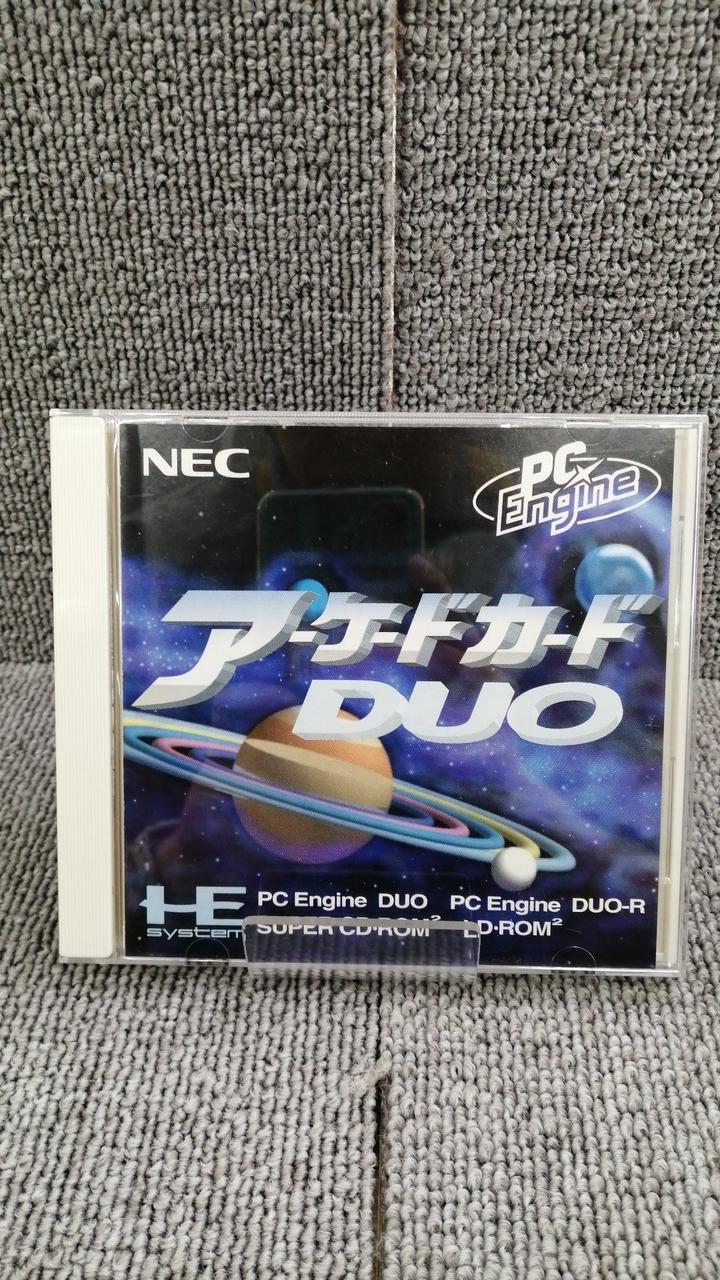 NEC
PC Engine
アーケードカード
DUO
HE system
PC Engine DUO PC Engine DUO-R
SUPER CD・ROM² LD・ROM²